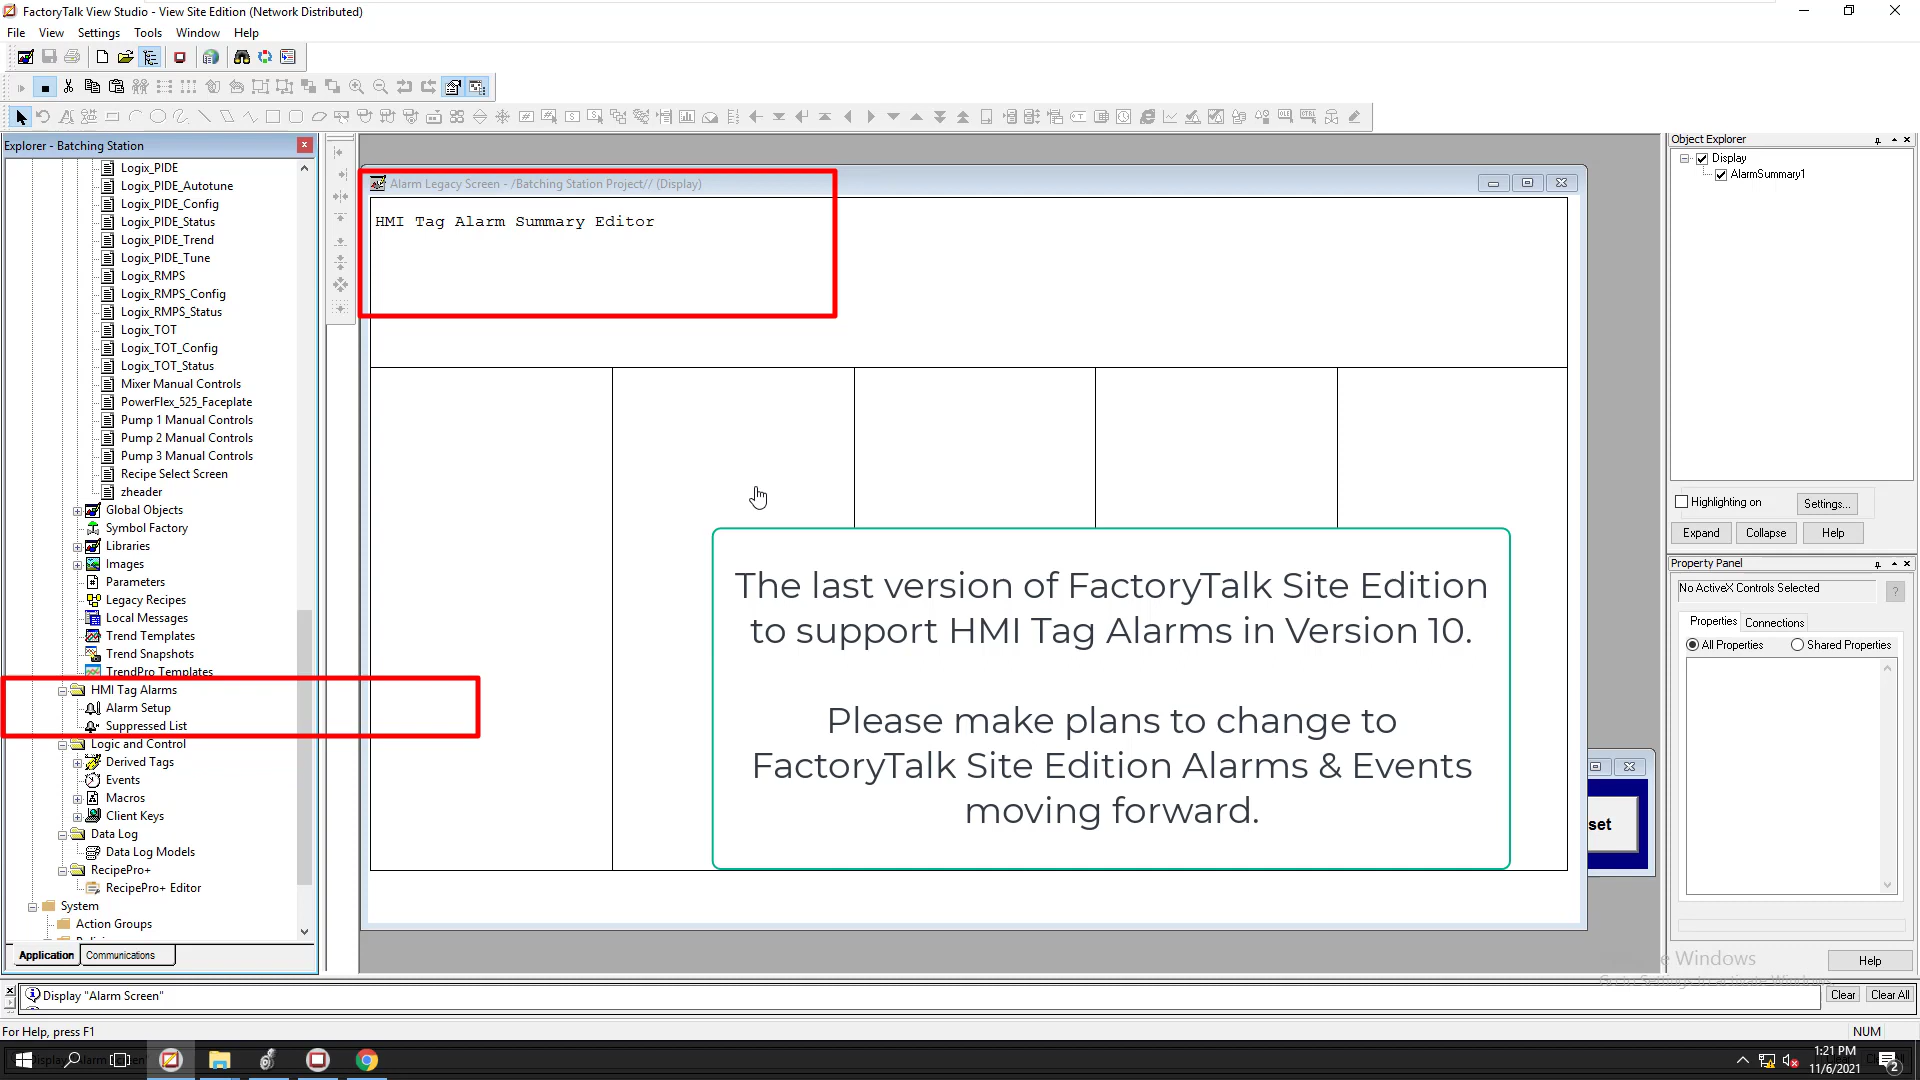 FactoryTalk View Studio - View Site Edition (Network Distributed)
File View Settings Tools Window Help
Explorer - Batching Station
Logix_PIDE
Logix_PIDE_Autotune
Logix_PIDE_Config
Logix_PIDE_Status
Logix_PIDE_Trend
Logix_PIDE_Tune
Logix_RMPS
Logix_RMPS_Config
Logix_RMPS_Status
Logix_TOT
Logix_TOT_Config
Logix_TOT_Status
Mixer Manual Controls
PowerFlex_525_Faceplate
Pump 1 Manual Controls
Pump 2 Manual Controls
Pump 3 Manual Controls
Recipe Select Screen
zheader
Global Objects
Symbol Factory
Libraries
Images
Parameters
Legacy Recipes
Local Messages
Trend Templates
Trend Snapshots
TrendPro Templates
HMI Tag Alarms
Alarm Setup
Suppressed List
Logic and Control
Derived Tags
Events
Macros
Client Keys
Data Log
Data Log Models
RecipePro+
RecipePro+ Editor
System
Action Groups
Application Communications
Alarm Legacy Screen - /Batching Station Project// (Display)
HMI Tag Alarm Summary Editor
The last version of FactoryTalk Site Edition
to support HMI Tag Alarms in Version 10.
Please make plans to change to
FactoryTalk Site Edition Alarms & Events
moving forward.
set
Object Explorer
Display
AlarmSummary1
Highlighting on Settings...
Expand Collapse Help
Property Panel
No ActiveX Controls Selected
?
Properties Connections
All Properties Shared Properties
Help
Windows
Display "Alarm Screen"
Clear Clear All
For Help, press F1
NUM
1:21 PM
11/6/2021
2